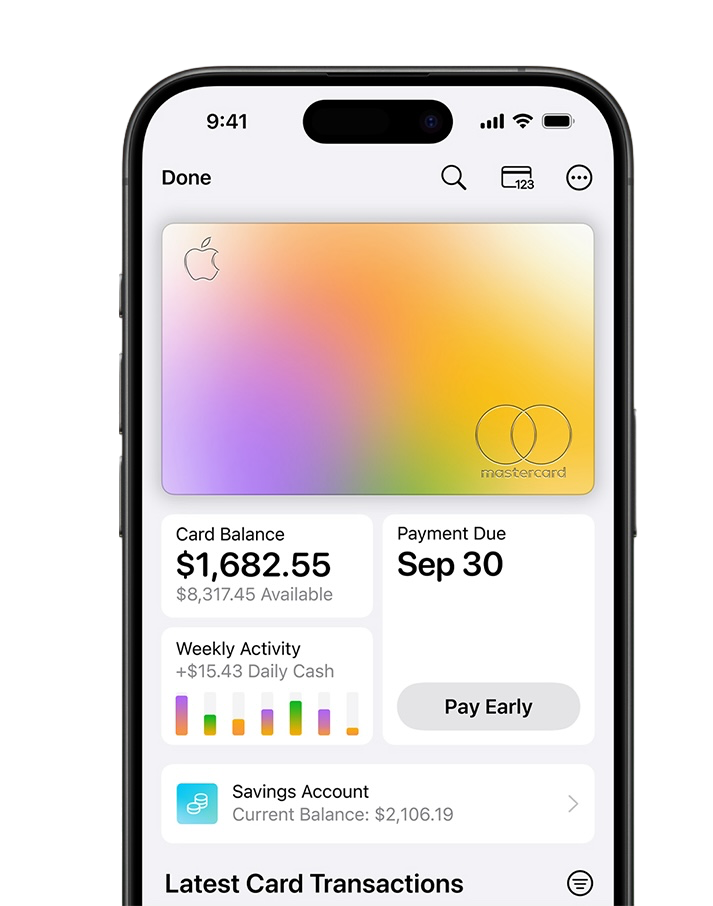 9:41
Done
123
mastercard
Card Balance
$1,682.55
$8,317.45 Available
Payment Due
Sep 30
Weekly Activity
+$15.43 Daily Cash
Pay Early
Savings Account
Current Balance: $2,106.19
Latest Card Transactions